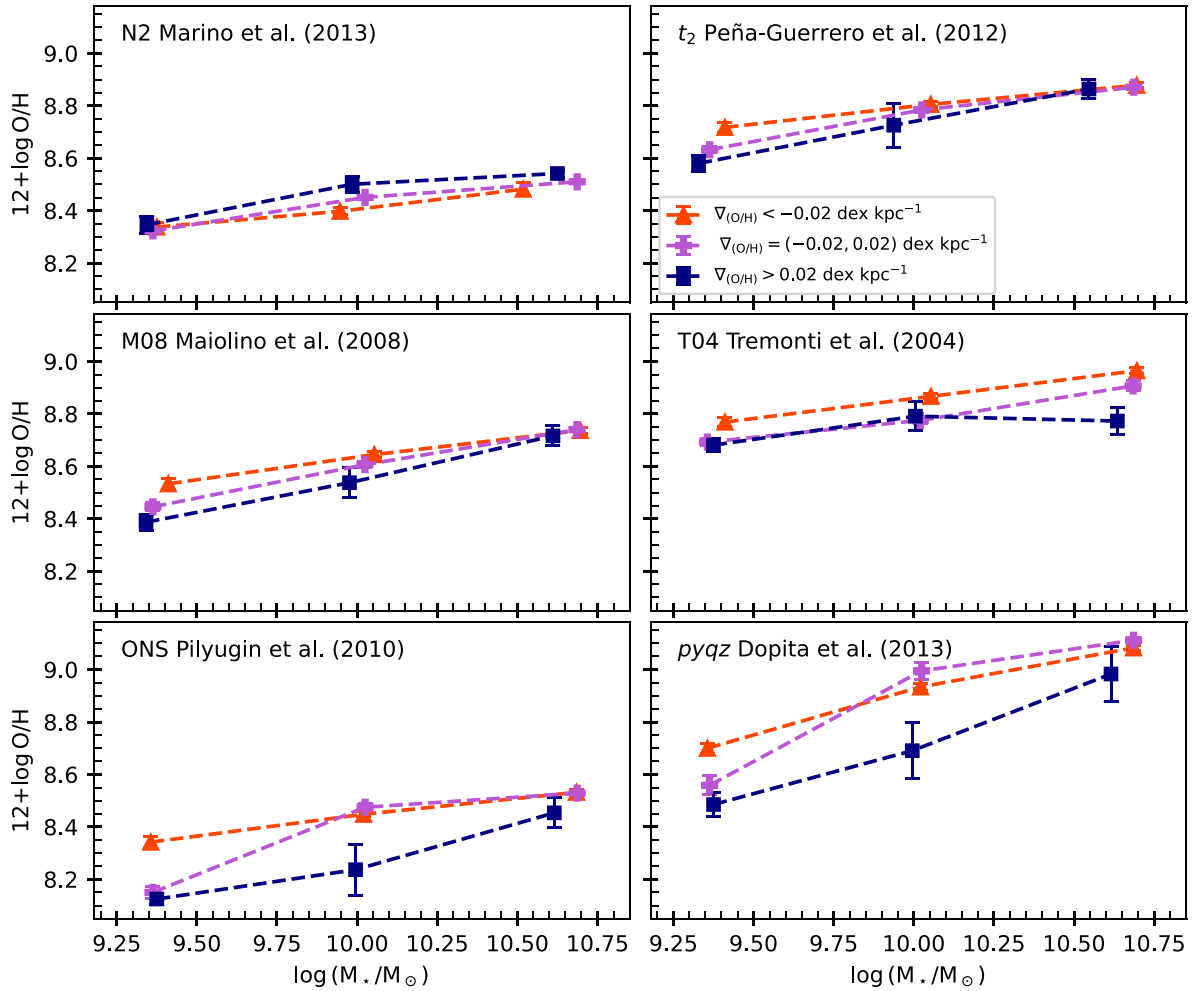 N2 Marino et al. (2013)
9.0
8.8
8.6
8.4
8.2
12+log O/H
t₂ Peña-Guerrero et al. (2012)
∇(O/H) < −0.02 dex kpc⁻¹
∇(O/H) = (−0.02, 0.02) dex kpc⁻¹
∇(O/H) > 0.02 dex kpc⁻¹
M08 Maiolino et al. (2008)
9.0
8.8
8.6
8.4
8.2
12+log O/H
T04 Tremonti et al. (2004)
ONS Pilyugin et al. (2010)
9.0
8.8
8.6
8.4
8.2
12+log O/H
pyqz Dopita et al. (2013)
9.25 9.50 9.75 10.00 10.25 10.50 10.75
log (M⋆/M⊙)
9.25 9.50 9.75 10.00 10.25 10.50 10.75
log (M⋆/M⊙)